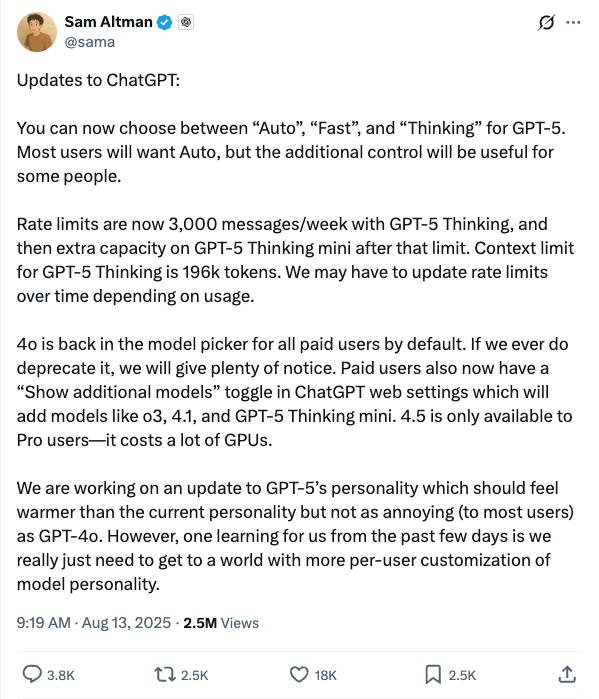 Sam Altman
@sama
Updates to ChatGPT:
You can now choose between “Auto”, “Fast”, and “Thinking” for GPT-5.
Most users will want Auto, but the additional control will be useful for
some people.
Rate limits are now 3,000 messages/week with GPT-5 Thinking, and
then extra capacity on GPT-5 Thinking mini after that limit. Context limit
for GPT-5 Thinking is 196k tokens. We may have to update rate limits
over time depending on usage.
4o is back in the model picker for all paid users by default. If we ever do
deprecate it, we will give plenty of notice. Paid users also now have a
“Show additional models” toggle in ChatGPT web settings which will
add models like o3, 4.1, and GPT-5 Thinking mini. 4.5 is only available to
Pro users—it costs a lot of GPUs.
We are working on an update to GPT-5’s personality which should feel
warmer than the current personality but not as annoying (to most users)
as GPT-4o. However, one learning for us from the past few days is we
really just need to get to a world with more per-user customization of
model personality.
9:19 AM · Aug 13, 2025 · 2.5M Views
3.8K 2.5K 18K 2.5K